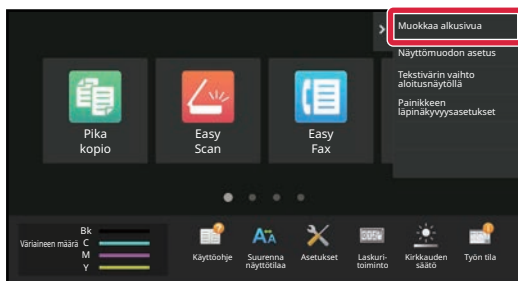 Muokkaa alkusivua
Näyttömuodon asetus
Tekstivärin vaihto
aloitusnäytöllä
Painikkeen
läpinäkyvyysasetukset
Pika
kopio
Easy
Scan
Easy
Fax
Väriaineen määrä
Bk
C
M
Y
Käyttöohje
Suurenna
näyttötilaa
Asetukset
Laskuri-
toiminto
Kirkkauden
säätö
Työn tila